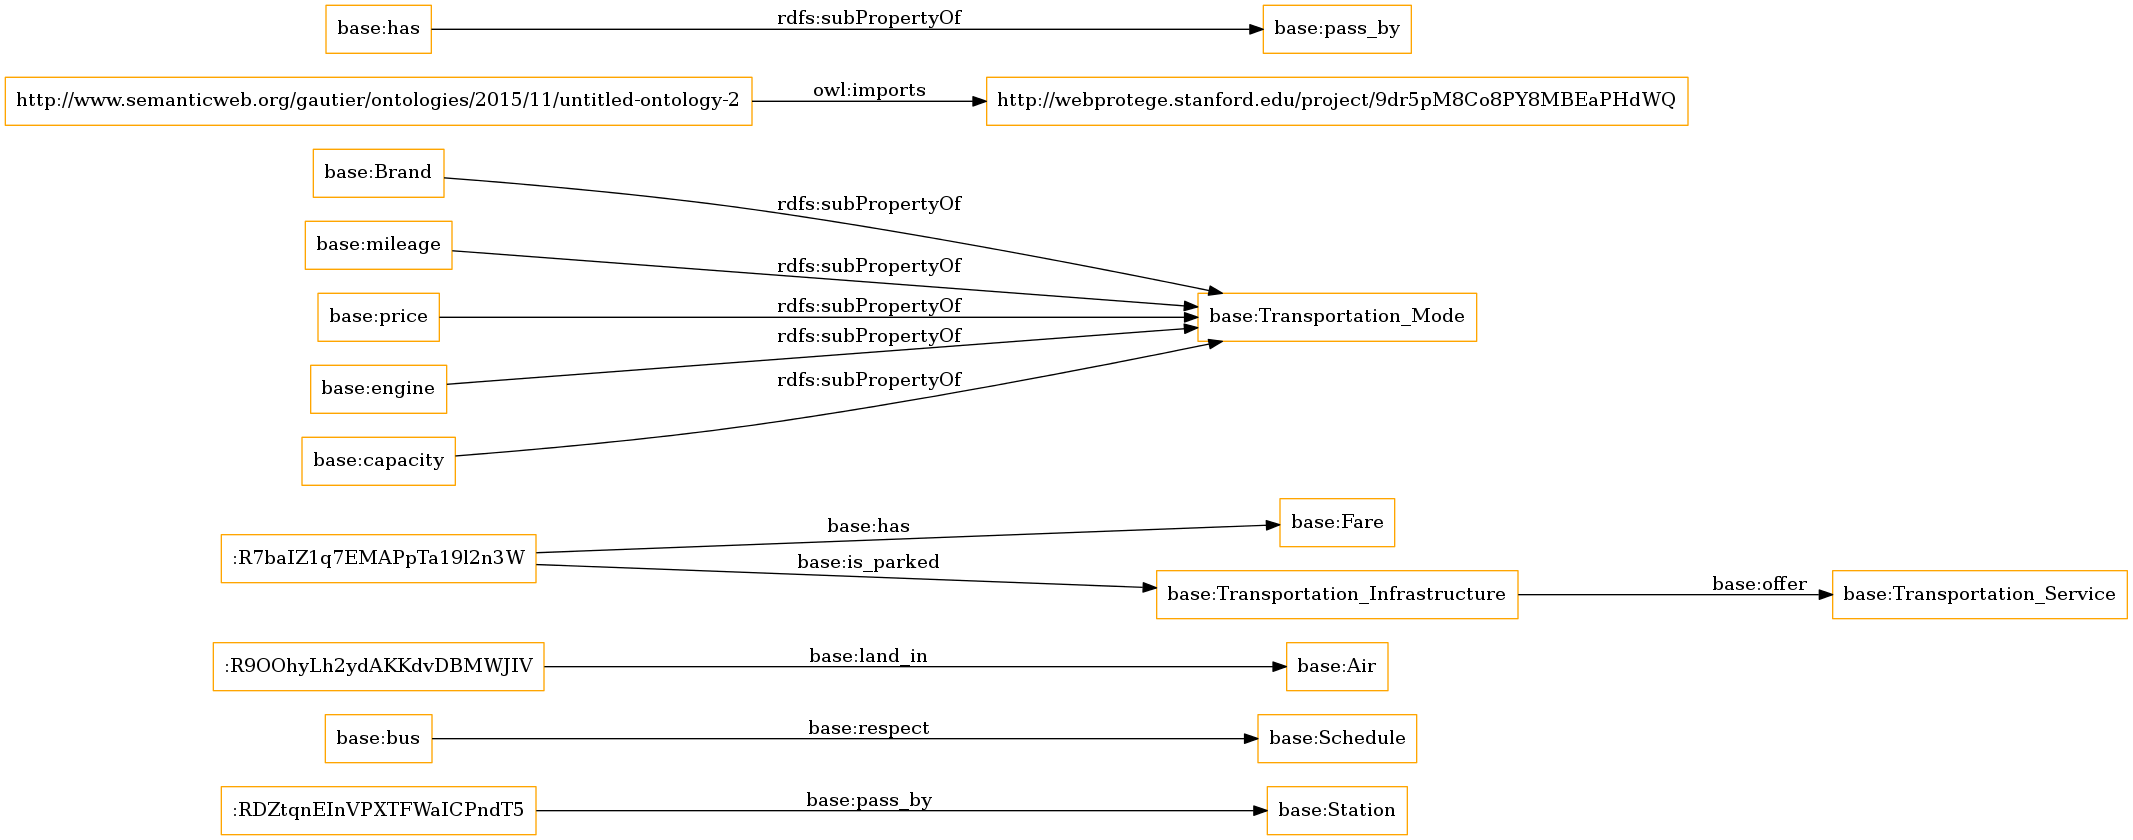 base:has
rdfs:subPropertyOf
base:pass_by
http://www.semanticweb.org/gautier/ontologies/2015/11/untitled-ontology-2
owl:imports
http://webprotege.stanford.edu/project/9dr5pM8Co8PY8MBEaPHdWQ
base:Brand
rdfs:subPropertyOf
base:mileage
rdfs:subPropertyOf
base:price
rdfs:subPropertyOf
base:Transportation_Mode
base:engine
rdfs:subPropertyOf
base:capacity
rdfs:subPropertyOf
:R7baIZ1q7EMAPpTa19l2n3W
base:has
base:Fare
base:is_parked
base:Transportation_Infrastructure
base:offer
base:Transportation_Service
:R9OOhyLh2ydAKKdvDBMWJIV
base:land_in
base:Air
base:bus
base:respect
base:Schedule
:RDZtqnEInVPXTFWaICPndT5
base:pass_by
base:Station